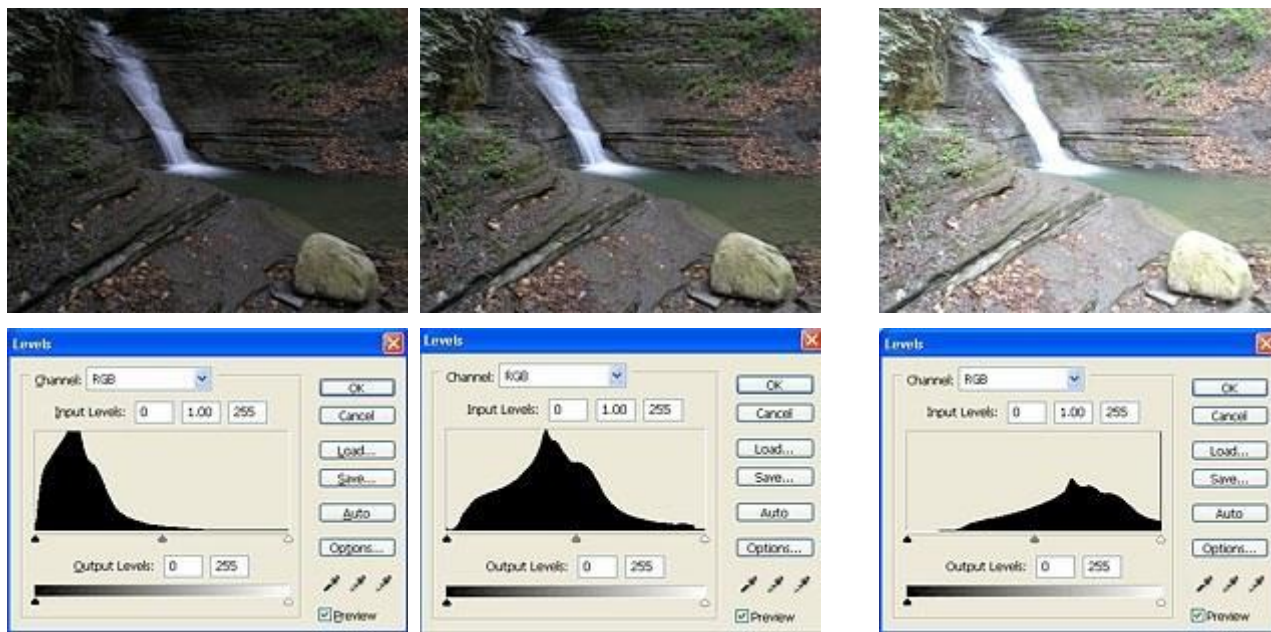 Levels
Channel: RGB
OK
Input Levels: 0 1.00 255
Cancel
Load...
Save...
Auto
Options...
Output Levels: 0 255
Preview
Levels
Channel: RGB
OK
Input Levels: 0 1.00 255
Cancel
Load...
Save...
Auto
Options...
Output Levels: 0 255
Preview
Levels
Channel: RGB
OK
Input Levels: 0 1.00 255
Cancel
Load...
Save...
Auto
Options...
Output Levels: 0 255
Preview